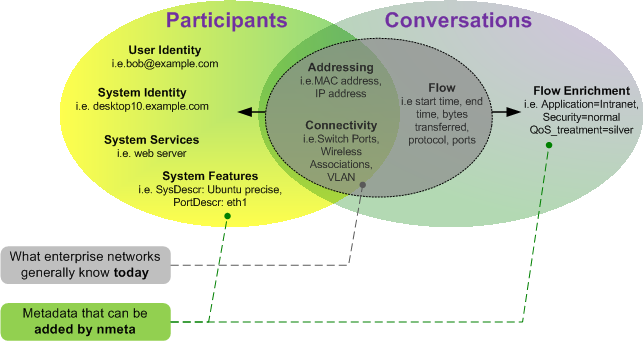 Participants
Conversations
User Identity
i.e.bob@example.com
System Identity
i.e. desktop10.example.com
System Services
i.e. web server
System Features
i.e. SysDescr: Ubuntu precise,
PortDescr: eth1
Addressing
i.e.MAC address,
IP address
Connectivity
i.e.Switch Ports,
Wireless
Associations,
VLAN
Flow
i.e start time, end
time, bytes
transferred,
protocol, ports
Flow Enrichment
i.e. Application=Intranet,
Security=normal
QoS_treatment=silver
What enterprise networks
generally know today
Metadata that can be
added by nmeta